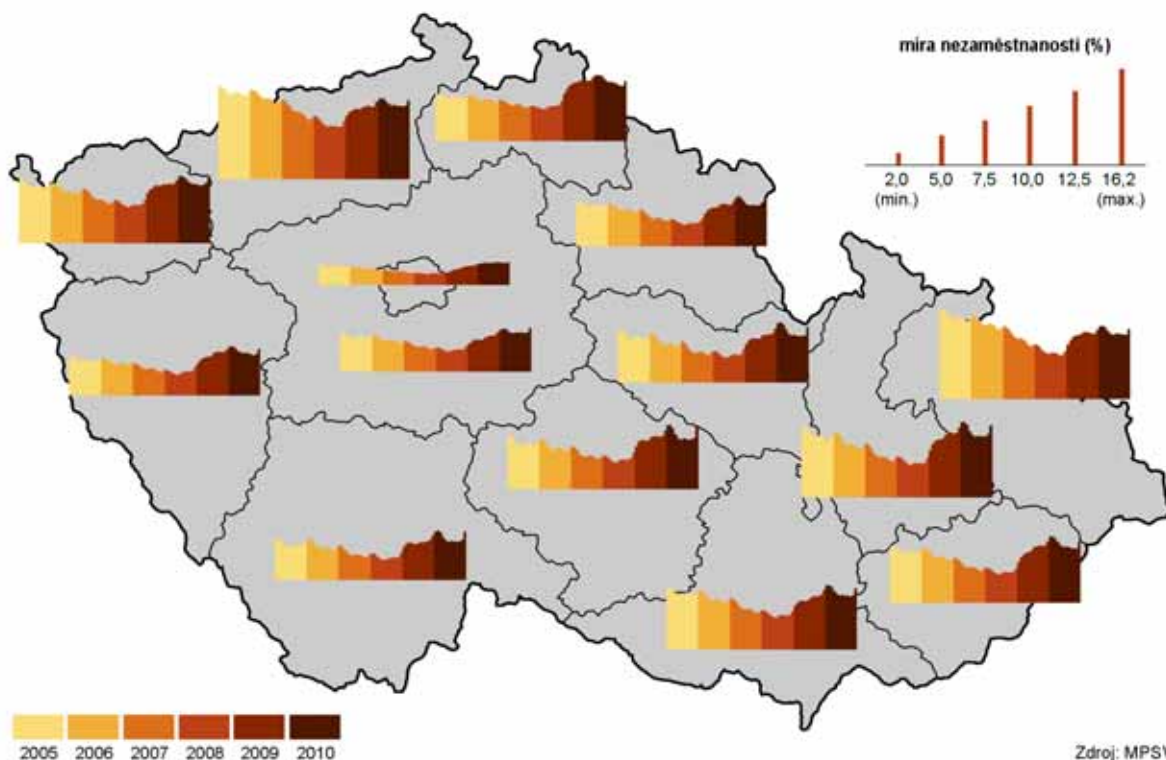 míra nezaměstnanosti (%)
2,0 5,0 7,5 10,0 12,5 16,2
(min.) (max.)
2005 2006 2007 2008 2009 2010
Zdroj: MPSV